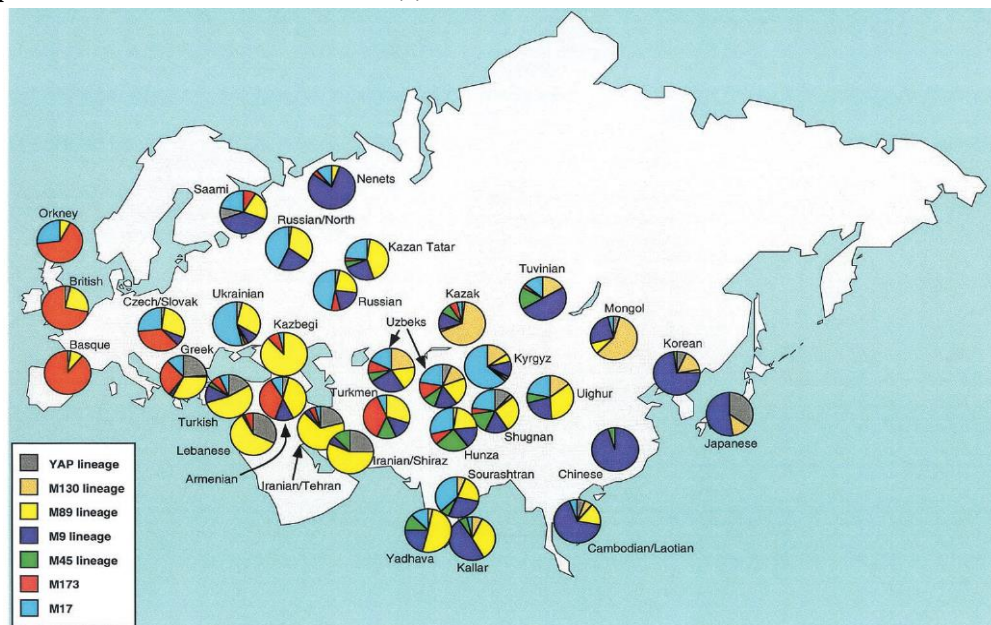 Nenets
Saami
Orkney
Russian/North
Kazan Tatar
British
Czech/Slovak
Ukrainian
Russian
Tuvinian
Kazak
Mongol
Kazbegi
Uzbeks
Basque
Greek
Kyrgyz
Korean
Turkmen
Uighur
Turkish
Shugnan
Japanese
Lebanese
Hunza
Iranian/Shiraz
Chinese
Armenian
Iranian/Tehran
Sourashtran
Cambodian/Laotian
Yadhava
Kallar
YAP lineage
M130 lineage
M89 lineage
M9 lineage
M45 lineage
M173
M17